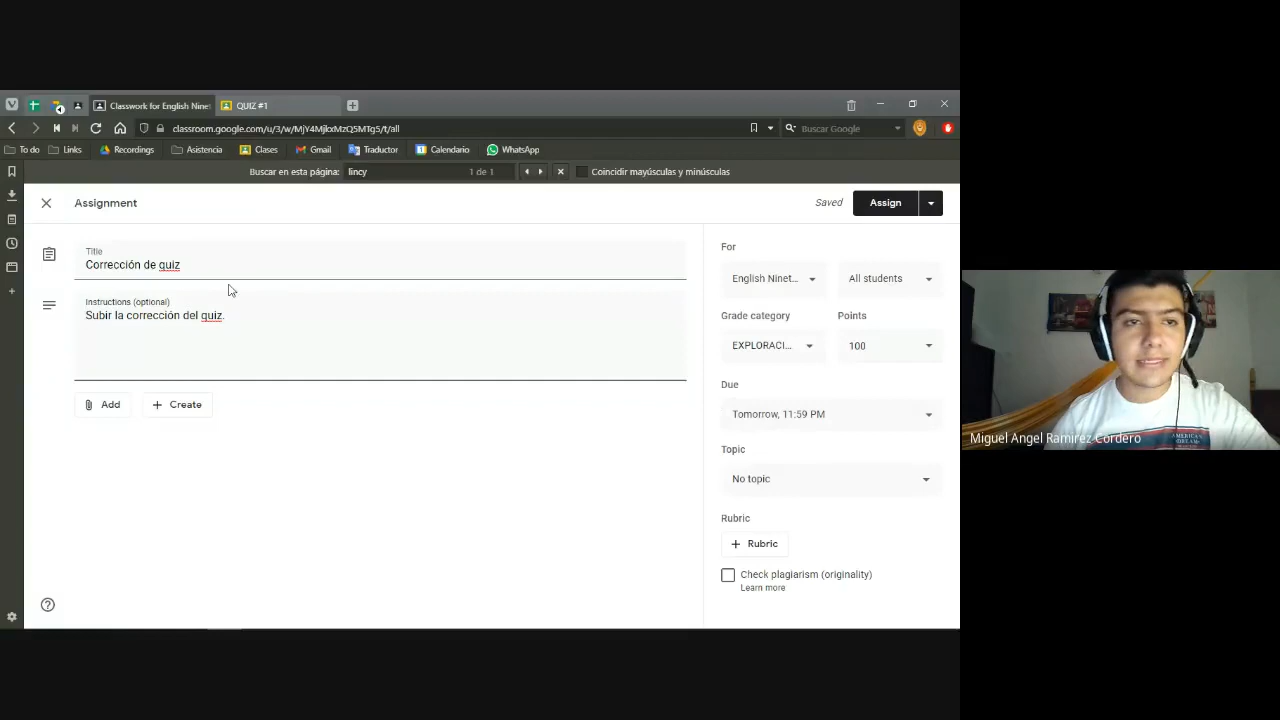 Classwork for English Ninet
QUIZ #1
classroom.google.com/u/3/w/MjY4MjkxMzQ5MTg5/t/all
Buscar Google
To do
Links
Recordings
Asistencia
Clases
Gmail
Traductor
Calendario
WhatsApp
Buscar en esta página:
lincy
1 de 1
Coincidir mayúsculas y minúsculas
Assignment
Saved
Assign
Title
Corrección de quiz
Instructions (optional)
Subir la corrección del quiz.
Add
Create
For
English Ninet...
All students
Grade category
Points
EXPLORACI...
100
Due
Tomorrow, 11:59 PM
Topic
No topic
Rubric
Rubric
Check plagiarism (originality)
Learn more
AMERICAN
DREAM
Miguel Angel Ramirez Cordero